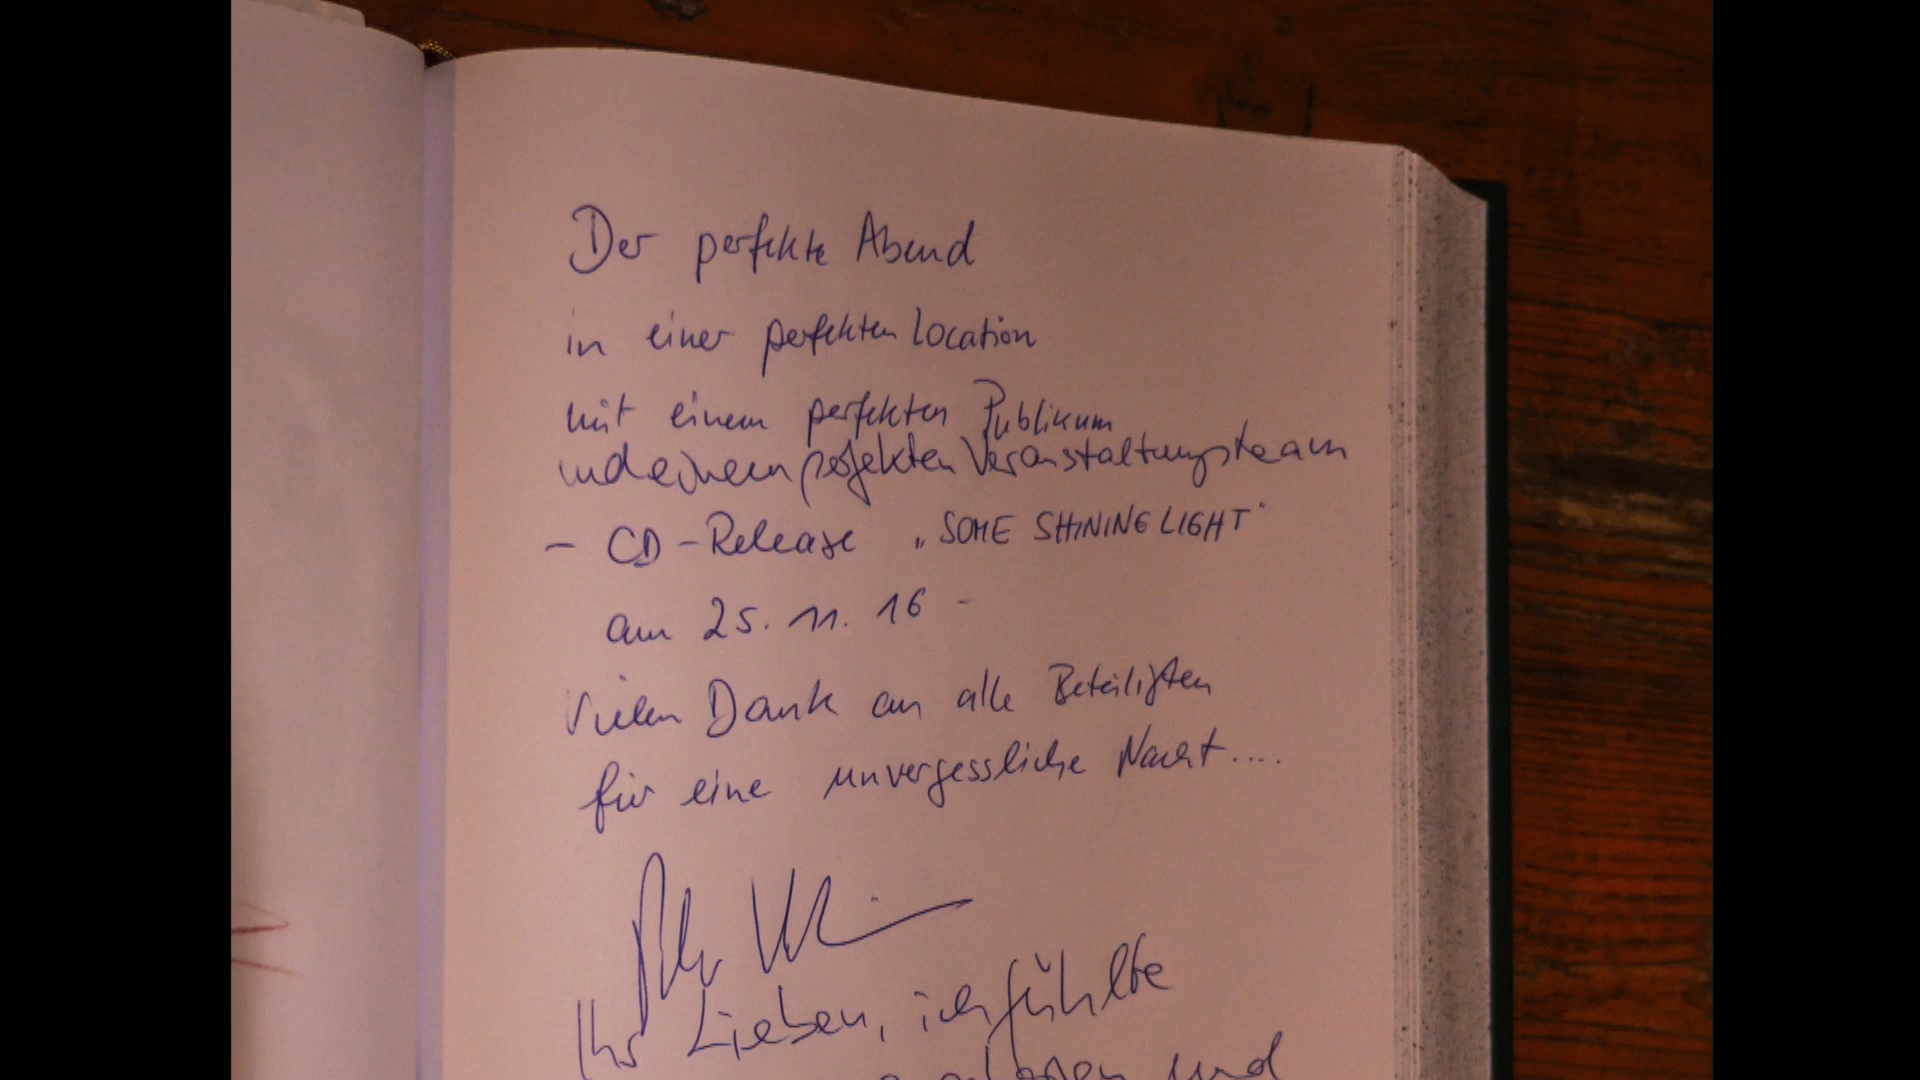 Der perfekte Abend
in einer perfekten Location
mit einem perfekten Publikum
und einem perfekten Veranstaltungsteam
- CD-Release „SOME SHINING LIGHT"
am 25. 11. 16 -
Vielen Dank an alle Beteiligten
für eine unvergessliche Nacht....
Ihr Lieben, ich fühlte
und